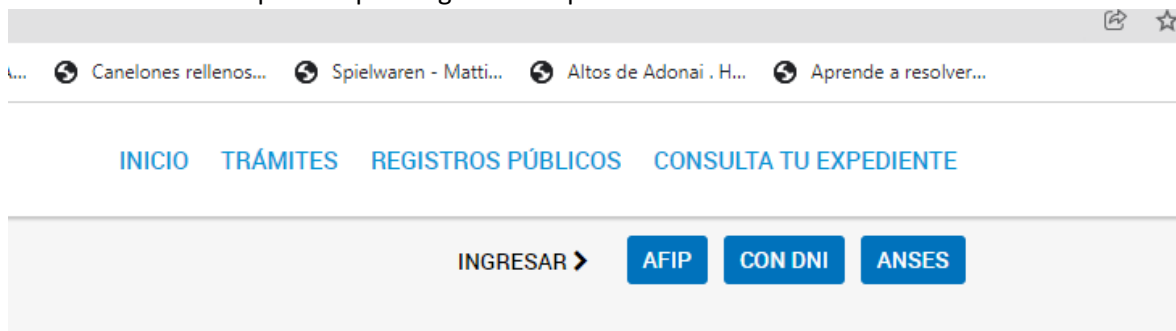 Canelones rellenos... Spielwaren - Matti... Altos de Adonai . H... Aprende a resolver...
INICIO TRÁMITES REGISTROS PÚBLICOS CONSULTA TU EXPEDIENTE
INGRESAR > AFIP CON DNI ANSES